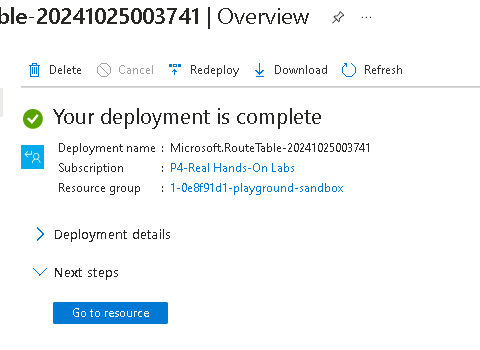 ble-20241025003741 | Overview
Delete Cancel Redeploy Download Refresh
Your deployment is complete
Deployment name : Microsoft.RouteTable-20241025003741
Subscription : P4-Real Hands-On Labs
Resource group : 1-0e8f91d1-playground-sandbox
Deployment details
Next steps
Go to resource